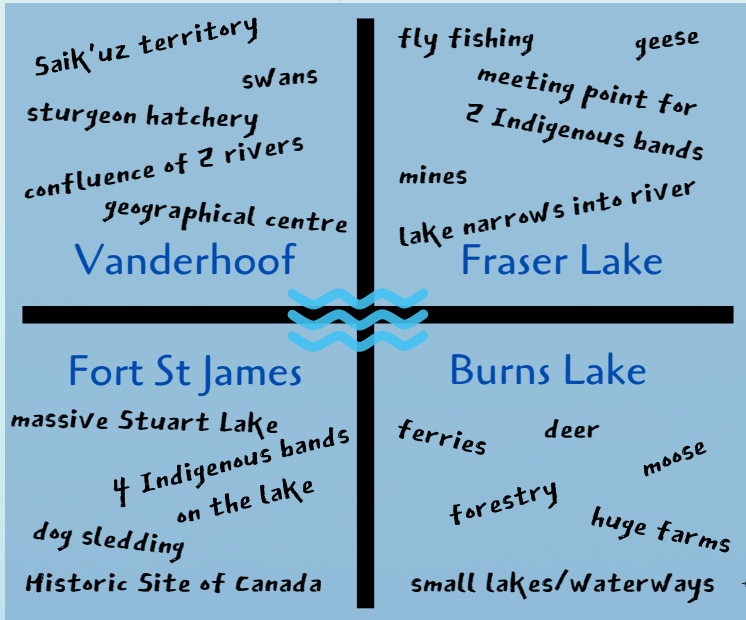 Saik'uz territory
swans
sturgeon hatchery
confluence of 2 rivers
geographical centre
Vanderhoof
fly fishing
geese
meeting point for
2 Indigenous bands
mines
lake narrows into river
Fraser Lake
Fort St James
massive Stuart Lake
4 Indigenous bands
on the lake
dog sledding
Historic Site of Canada
Burns Lake
ferries
deer
moose
forestry
huge farms
small lakes/waterways